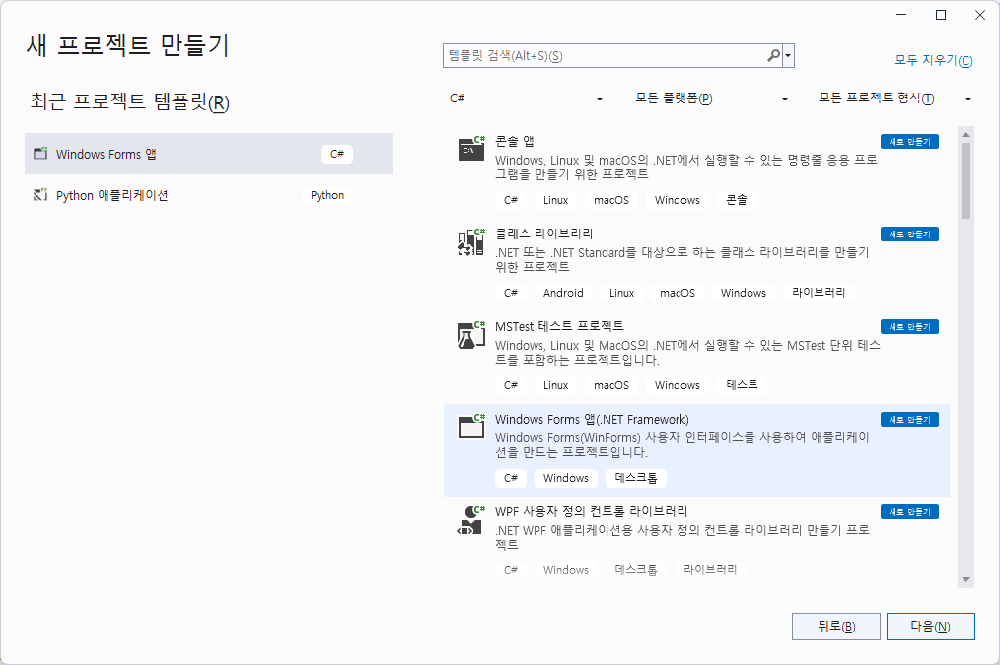 새 프로젝트 만들기
템플릿 검색(Alt+S)(S)
모두 지우기(C)
최근 프로젝트 템플릿(R)
Windows Forms 앱
C#
Python 애플리케이션
Python
C#
모든 플랫폼(P)
모든 프로젝트 형식(T)
C#
C:\
콘솔 앱
새로 만들기
Windows, Linux 및 macOS의 .NET에서 실행할 수 있는 명령줄 응용 프로
그램을 만들기 위한 프로젝트
C# Linux macOS Windows 콘솔
C#
클래스 라이브러리
새로 만들기
.NET 또는 .NET Standard를 대상으로 하는 클래스 라이브러리를 만들기
위한 프로젝트
C# Android Linux macOS Windows 라이브러리
C#
MSTest 테스트 프로젝트
새로 만들기
Windows, Linux 및 MacOS의 .NET에서 실행할 수 있는 MSTest 단위 테스
트를 포함하는 프로젝트입니다.
C# Linux macOS Windows 테스트
C#
Windows Forms 앱(.NET Framework)
새로 만들기
Windows Forms(WinForms) 사용자 인터페이스를 사용하여 애플리케이
션을 만드는 프로젝트입니다.
C# Windows 데스크톱
C#
WPF 사용자 정의 컨트롤 라이브러리
새로 만들기
.NET WPF 애플리케이션용 사용자 정의 컨트롤 라이브러리 만들기 프로
젝트
C# Windows 데스크톱 라이브러리
뒤로(B)
다음(N)